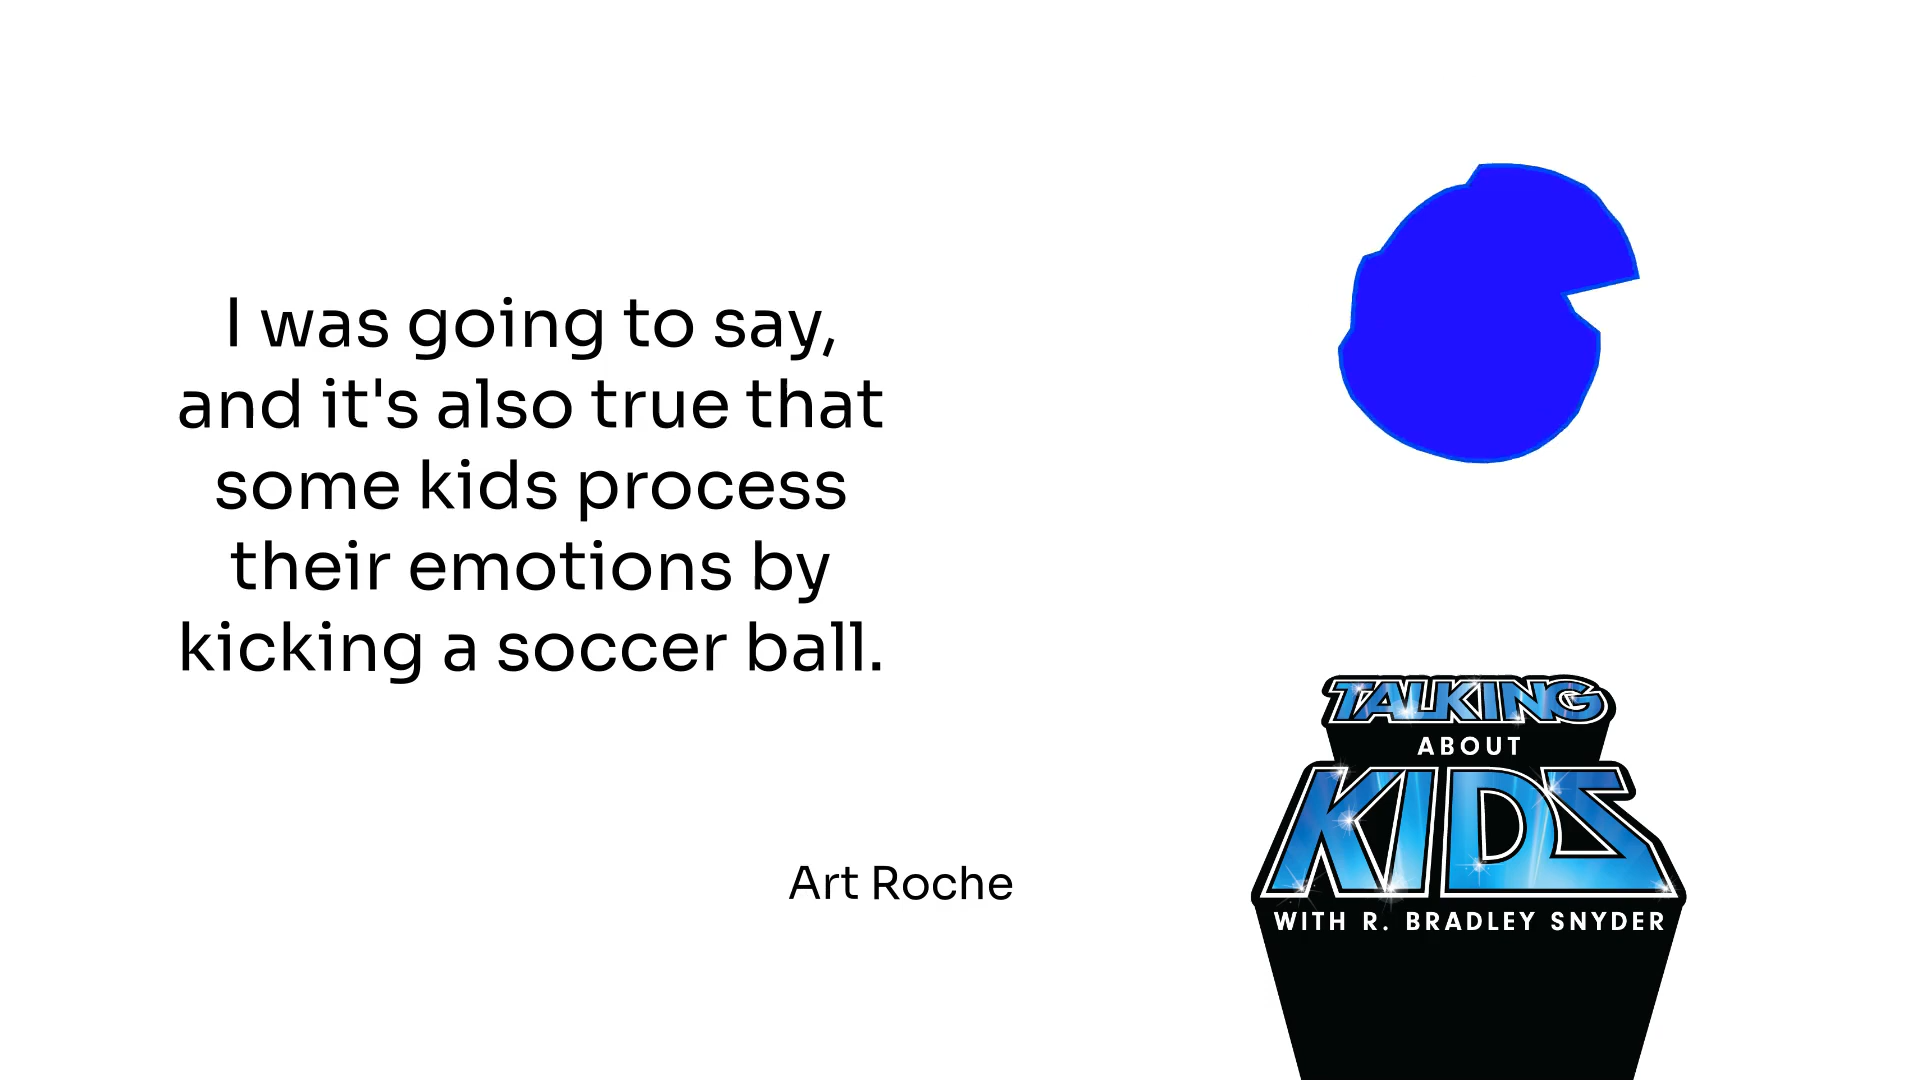 I was going to say,
and it's also true that
some kids process
their emotions by
kicking a soccer ball.
Art Roche
TALKING
ABOUT
KIDS
WITH R. BRADLEY SNYDER